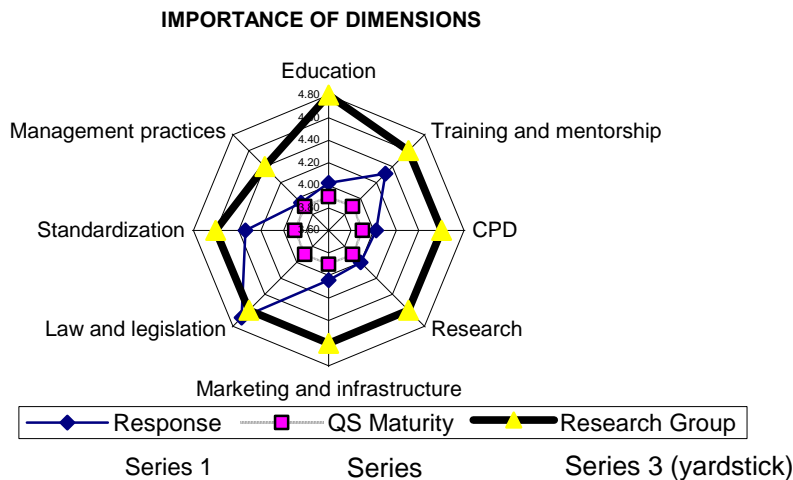 IMPORTANCE OF DIMENSIONS
Education
4.80
4.60
4.40
4.20
4.00
Management practices
Training and mentorship
Standardization
CPD
Law and legislation
Research
Marketing and infrastructure
Response QS Maturity Research Group
Series 1 Series Series 3 (yardstick)